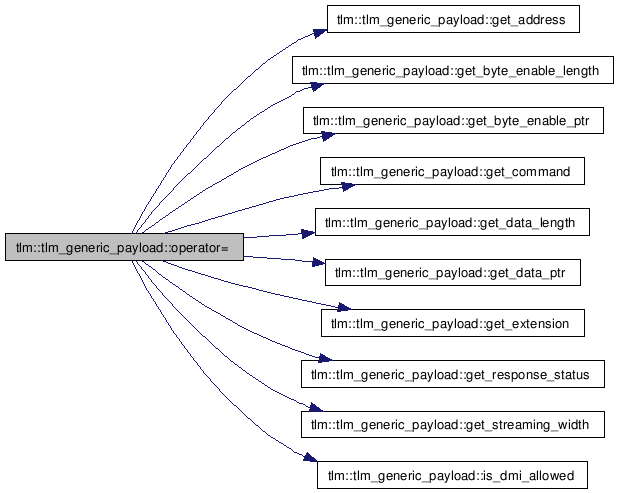 tlm::tlm_generic_payload::get_address
tlm::tlm_generic_payload::get_byte_enable_length
tlm::tlm_generic_payload::get_byte_enable_ptr
tlm::tlm_generic_payload::get_command
tlm::tlm_generic_payload::get_data_length
tlm::tlm_generic_payload::operator=
tlm::tlm_generic_payload::get_data_ptr
tlm::tlm_generic_payload::get_extension
tlm::tlm_generic_payload::get_response_status
tlm::tlm_generic_payload::get_streaming_width
tlm::tlm_generic_payload::is_dmi_allowed